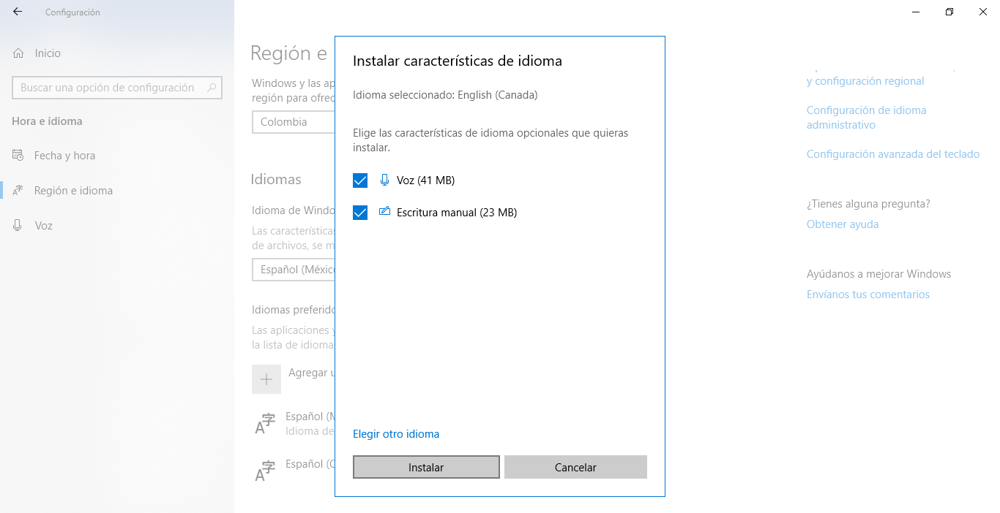 Configuración
Inicio
Buscar una opción de configuración
Hora e idioma
Fecha y hora
Región e idioma
Voz
Región e
Windows y las ap
región para ofrec
Colombia
Idiomas
Idioma de Windo
Las características
de archivos, se m
Español (México
Idiomas preferido
Las aplicaciones y
la lista de idioma
Agregar u
Español (M
Idioma de
Español (C
Instalar características de idioma
Idioma seleccionado: English (Canada)
Elige las características de idioma opcionales que quieras
instalar.
Voz (41 MB)
Escritura manual (23 MB)
Elegir otro idioma
Instalar
Cancelar
y configuración regional
Configuración de idioma
administrativo
Configuración avanzada del teclado
¿Tienes alguna pregunta?
Obtener ayuda
Ayúdanos a mejorar Windows
Envíanos tus comentarios